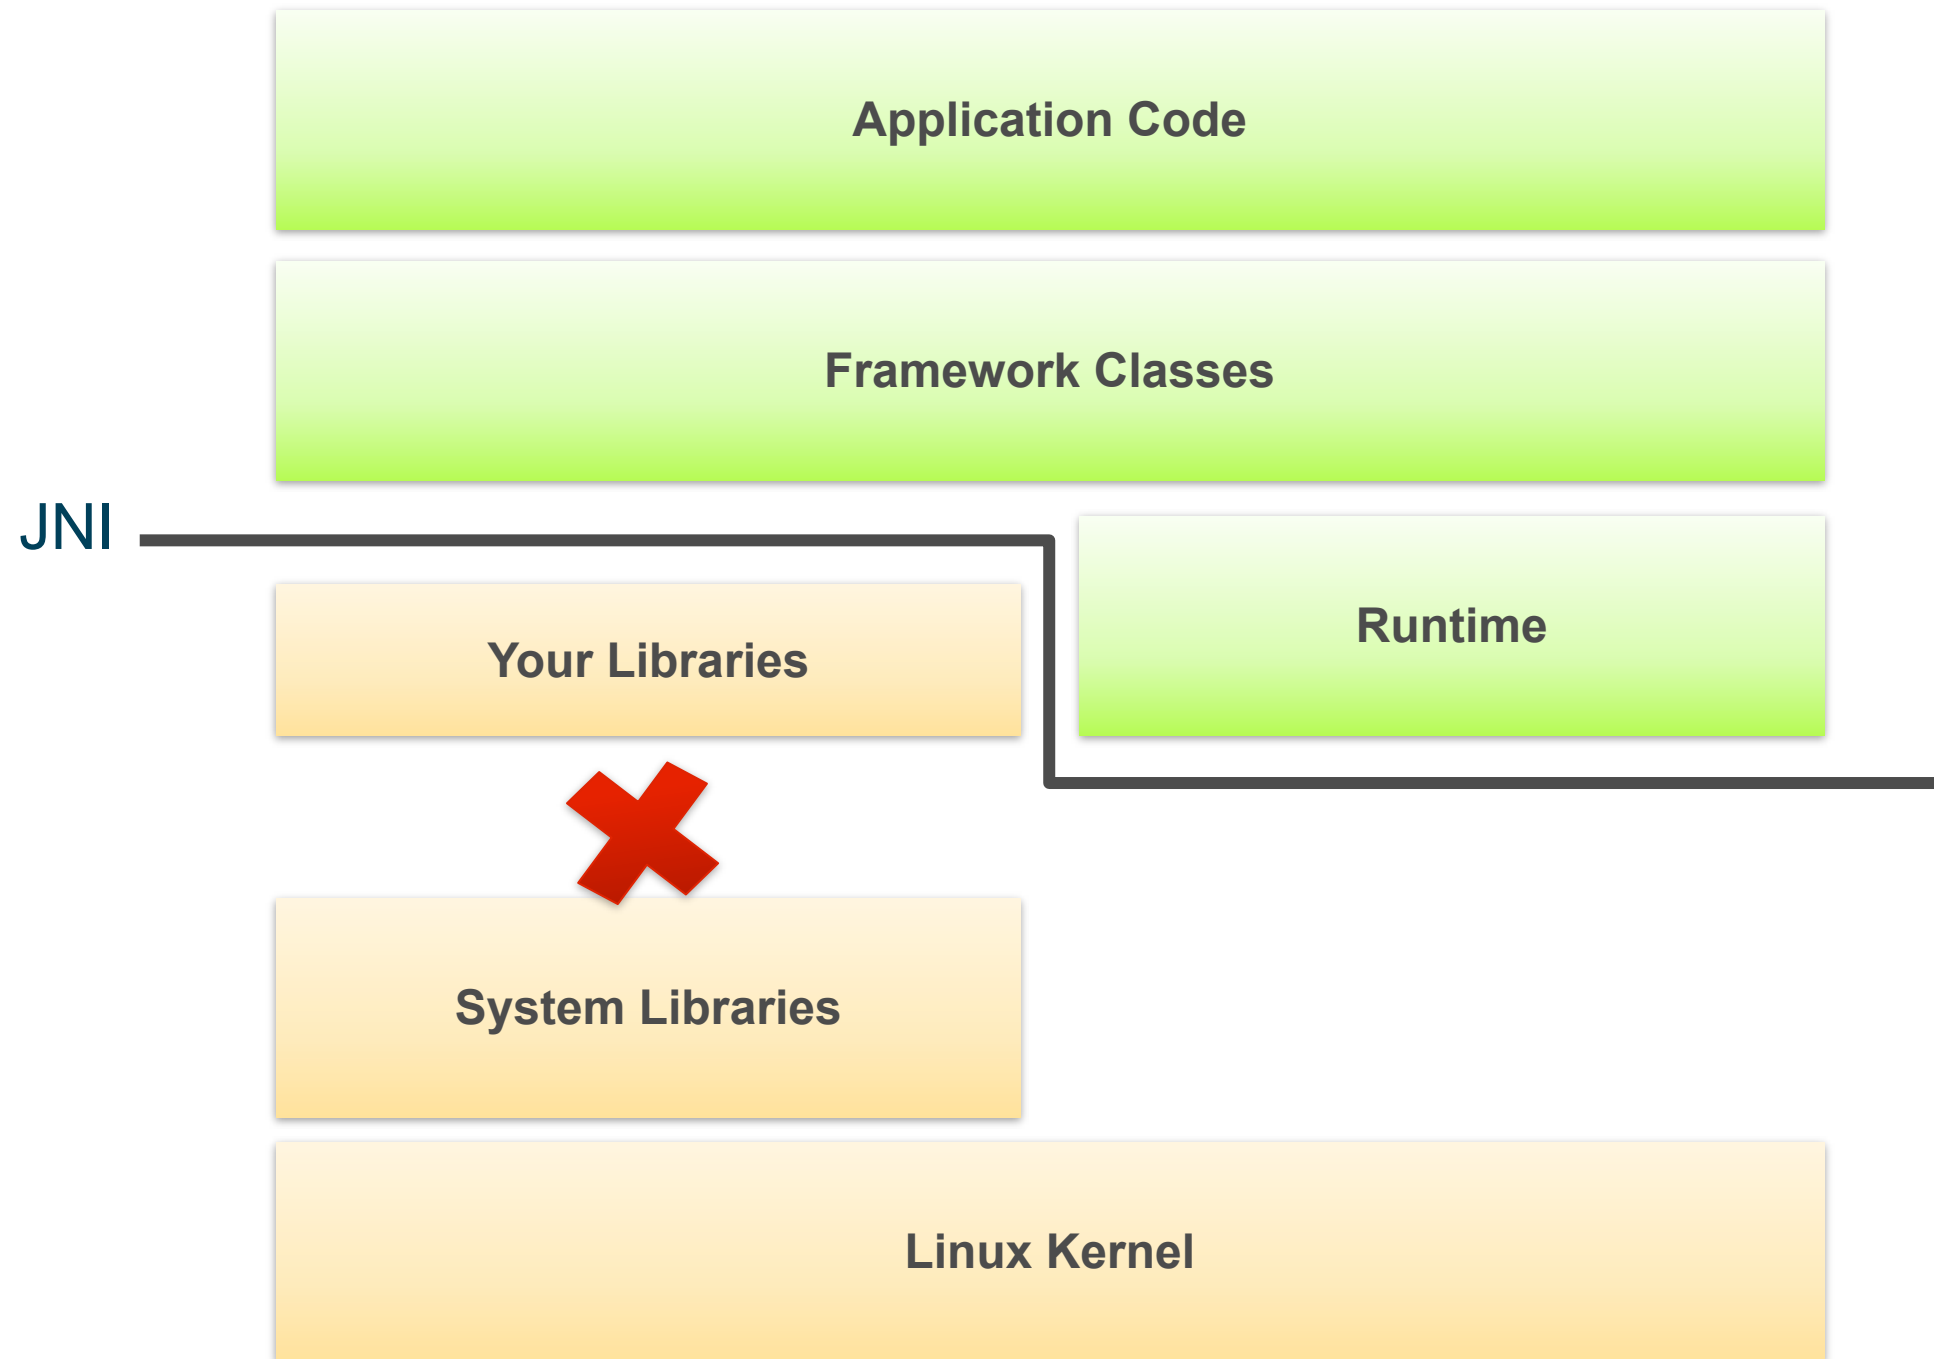 Application Code
Framework Classes
JNI
Runtime
Your Libraries
System Libraries
Linux Kernel